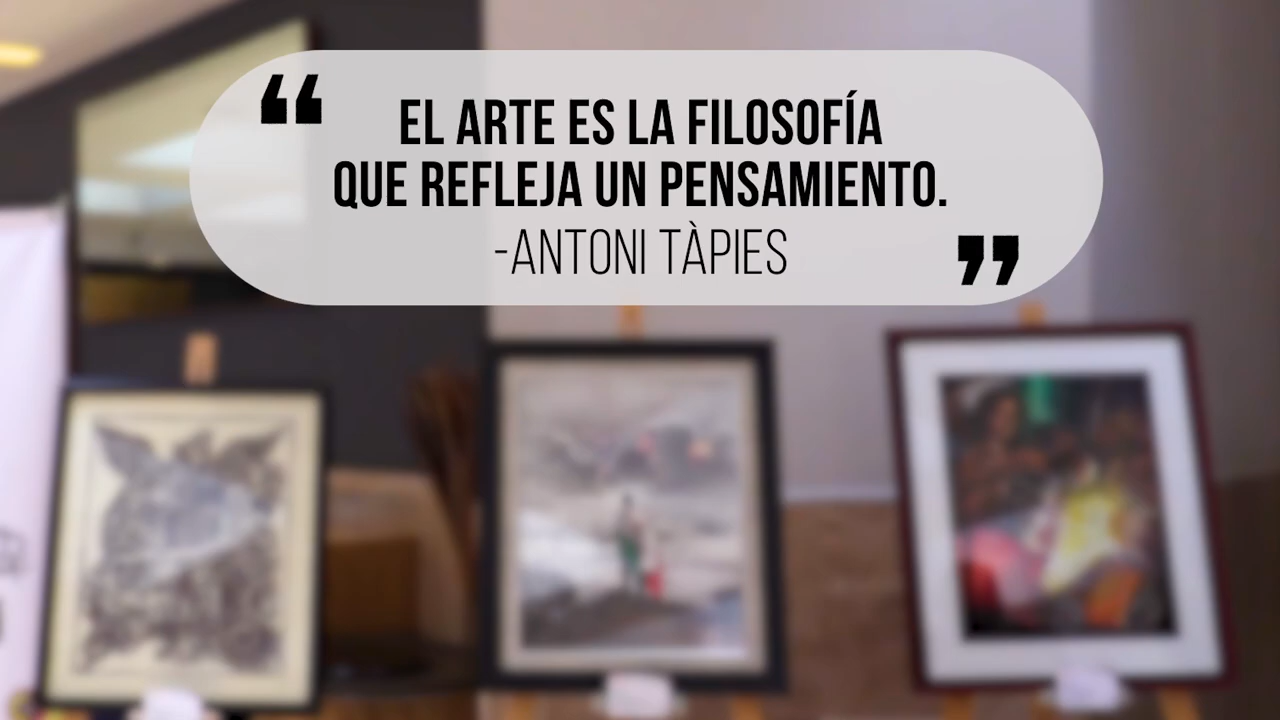 “ EL ARTE ES LA FILOSOFÍA
QUE REFLEJA UN PENSAMIENTO.
-ANTONI TÀPIES ”